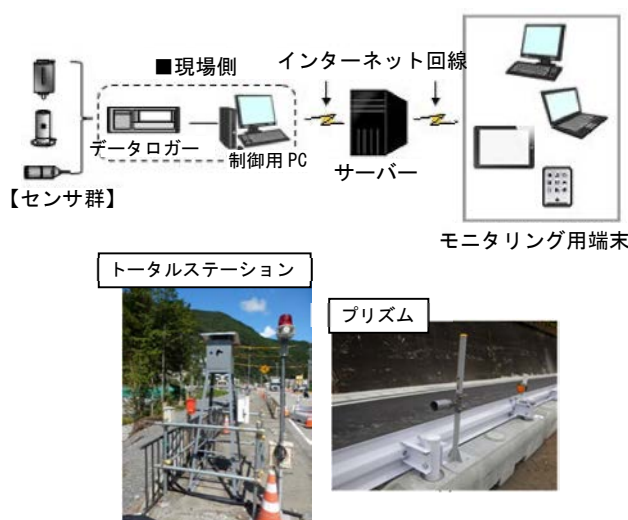 ■現場側
インターネット回線
データロガー
制御用 PC
サーバー
【センサ群】
モニタリング用端末
トータルステーション
プリズム